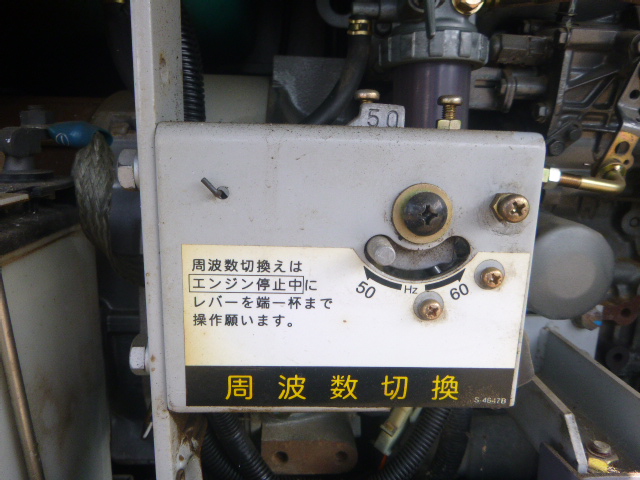 50
周波数切換えは
エンジン停止中に
レバーを端一杯まで
操作願います。
50 Hz 60
周波数切換
S-4647B